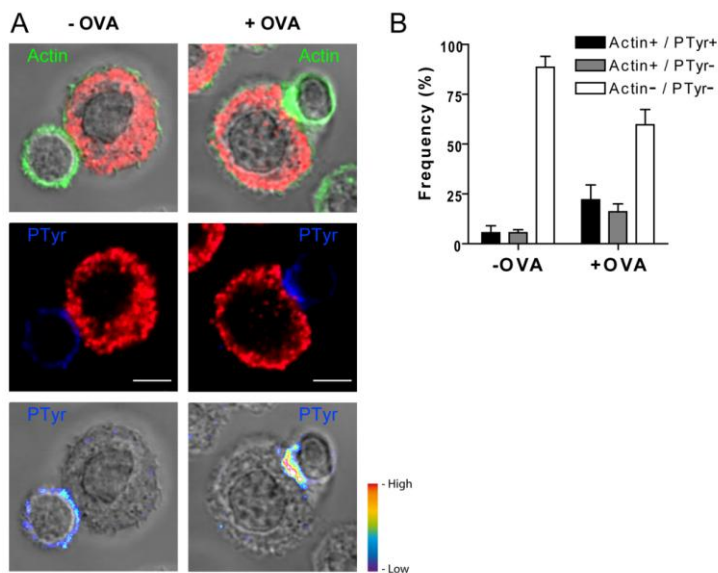 A
- OVA
+ OVA
Actin
Actin
PTyr
PTyr
PTyr
PTyr
- High
- Low
B
Actin+ / PTyr+
Actin+ / PTyr-
Actin- / PTyr-
Frequency (%)
100
75
50
25
0
-OVA
+OVA